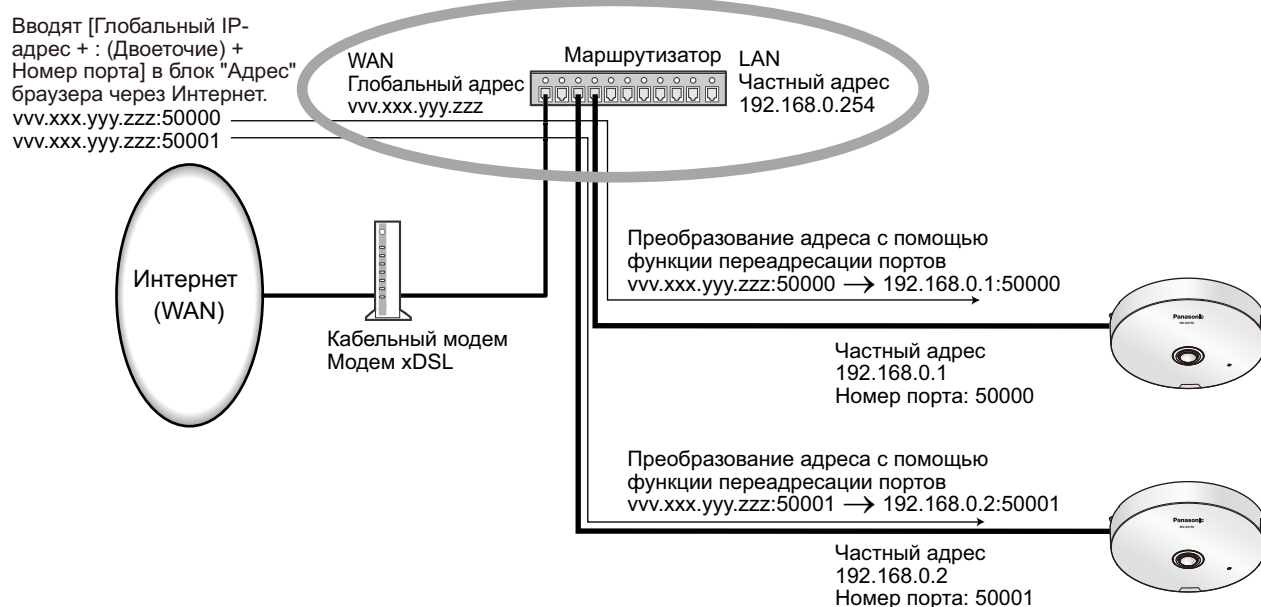 Вводят [Глобальный IP-
адрес + : (Двоеточие) +
Номер порта] в блок "Адрес"
браузера через Интернет.
vvv.xxx.yyy.zzz:50000
vvv.xxx.yyy.zzz:50001
WAN
Глобальный адрес
vvv.xxx.yyy.zzz
Маршрутизатор
LAN
Частный адрес
192.168.0.254
Интернет
(WAN)
Кабельный модем
Модем xDSL
Преобразование адреса с помощью
функции переадресации портов
vvv.xxx.yyy.zzz:50000 → 192.168.0.1:50000
Panasonic
Частный адрес
192.168.0.1
Номер порта: 50000
Преобразование адреса с помощью
функции переадресации портов
vvv.xxx.yyy.zzz:50001 → 192.168.0.2:50001
Panasonic
Частный адрес
192.168.0.2
Номер порта: 50001